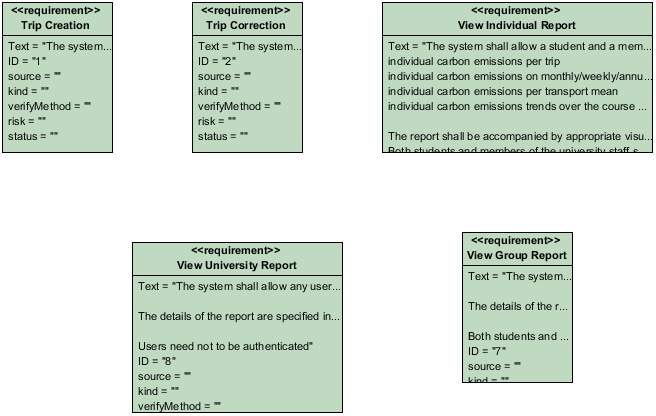 <<requirement>>
Trip Creation
Text = "The system...
ID = "1"
source = ""
kind = ""
verifyMethod = ""
risk = ""
status = ""
<<requirement>>
Trip Correction
Text = "The system...
ID = "2"
source = ""
kind = ""
verifyMethod = ""
risk = ""
status = ""
<<requirement>>
View Individual Report
Text = "The system shall allow a student and a mem...
individual carbon emissions per trip
individual carbon emissions on monthly/weekly/annu...
individual carbon emissions per transport mean
individual carbon emissions trends over the course ...
The report shall be accompanied by appropriate visu...
Both students and members of the university staff s...
<<requirement>>
View University Report
Text = "The system shall allow any user...
The details of the report are specified in...
Users need not to be authenticated"
ID = "8"
source = ""
kind = ""
verifyMethod = ""
<<requirement>>
View Group Report
Text = "The system...
The details of the r...
Both students and ...
ID = "7"
source = ""
kind = ""